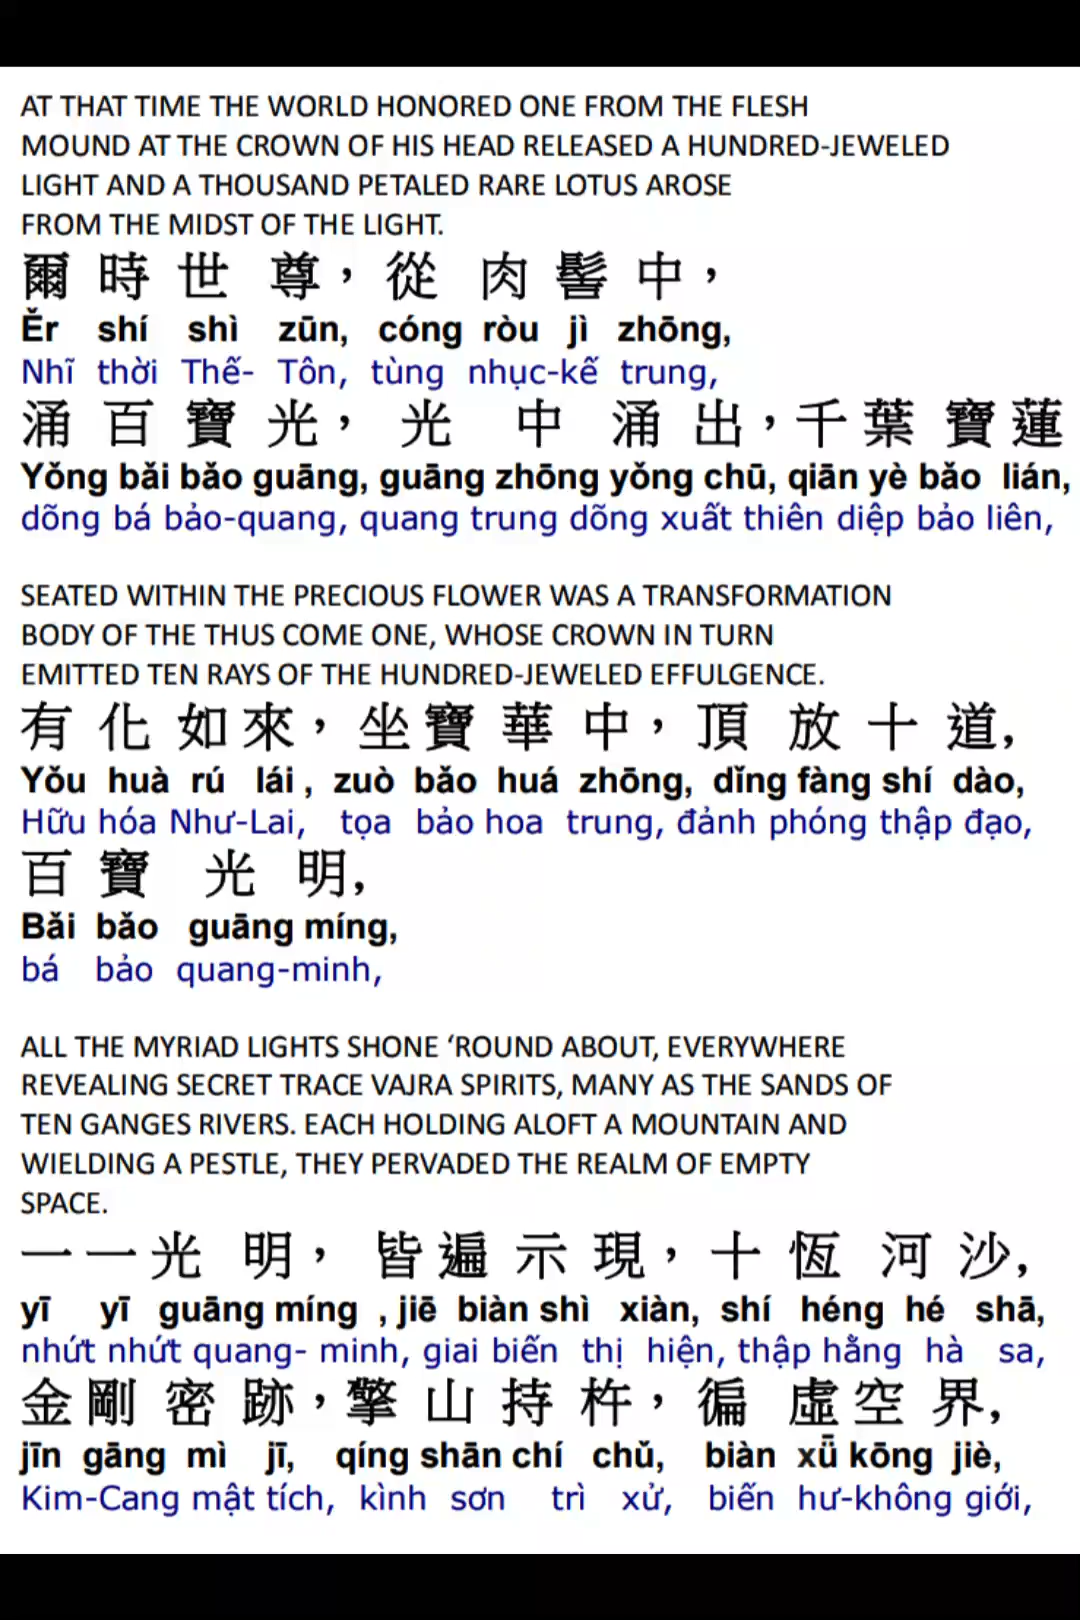 AT THAT TIME THE WORLD HONORED ONE FROM THE FLESH
MOUND AT THE CROWN OF HIS HEAD RELEASED A HUNDRED-JEWELED
LIGHT AND A THOUSAND PETALED RARE LOTUS AROSE
FROM THE MIDST OF THE LIGHT.
爾 時 世 尊，從 肉 髻 中，
Ěr shí shì zūn, cóng ròu jì zhōng,
Nhĩ thời Thế- Tôn, tùng nhục-kế trung,
涌 百 寶 光，光 中 涌 出，千 葉 寶 蓮
Yǒng bǎi bǎo guāng, guāng zhōng yǒng chū, qiān yè bǎo lián,
dõng bá bảo-quang, quang trung dõng xuất thiên diệp bảo liên,
SEATED WITHIN THE PRECIOUS FLOWER WAS A TRANSFORMATION
BODY OF THE THUS COME ONE, WHOSE CROWN IN TURN
EMITTED TEN RAYS OF THE HUNDRED-JEWELED EFFULGENCE.
有 化 如 來，坐 寶 華 中，頂 放 十 道,
Yǒu huà rú lái , zuò bǎo huá zhōng, dǐng fàng shí dào,
Hữu hóa Như-Lai, tọa bảo hoa trung, đảnh phóng thập đạo,
百 寶 光 明,
Bǎi bǎo guāng míng,
bá bảo quang-minh,
ALL THE MYRIAD LIGHTS SHONE ‘ROUND ABOUT, EVERYWHERE
REVEALING SECRET TRACE VAJRA SPIRITS, MANY AS THE SANDS OF
TEN GANGES RIVERS. EACH HOLDING ALOFT A MOUNTAIN AND
WIELDING A PESTLE, THEY PERVADED THE REALM OF EMPTY
SPACE.
一 一 光 明，皆 遍 示 現，十 恆 河 沙,
yī yī guāng míng , jiē biàn shì xiàn, shí héng hé shā,
nhứt nhứt quang- minh, giai biến thị hiện, thập hằng hà sa,
金 剛 密 跡，擎 山 持 杵，徧 虛 空 界,
jīn gāng mì jī, qíng shān chí chǔ, biàn xǖ kōng jiè,
Kim-Cang mật tích, kình sơn trì xử, biến hư-không giới,